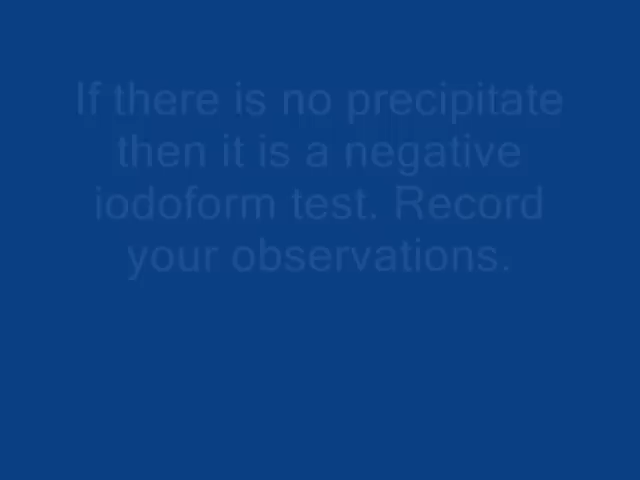 If there is no precipitate
then it is a negative
iodoform test. Record
your observations.